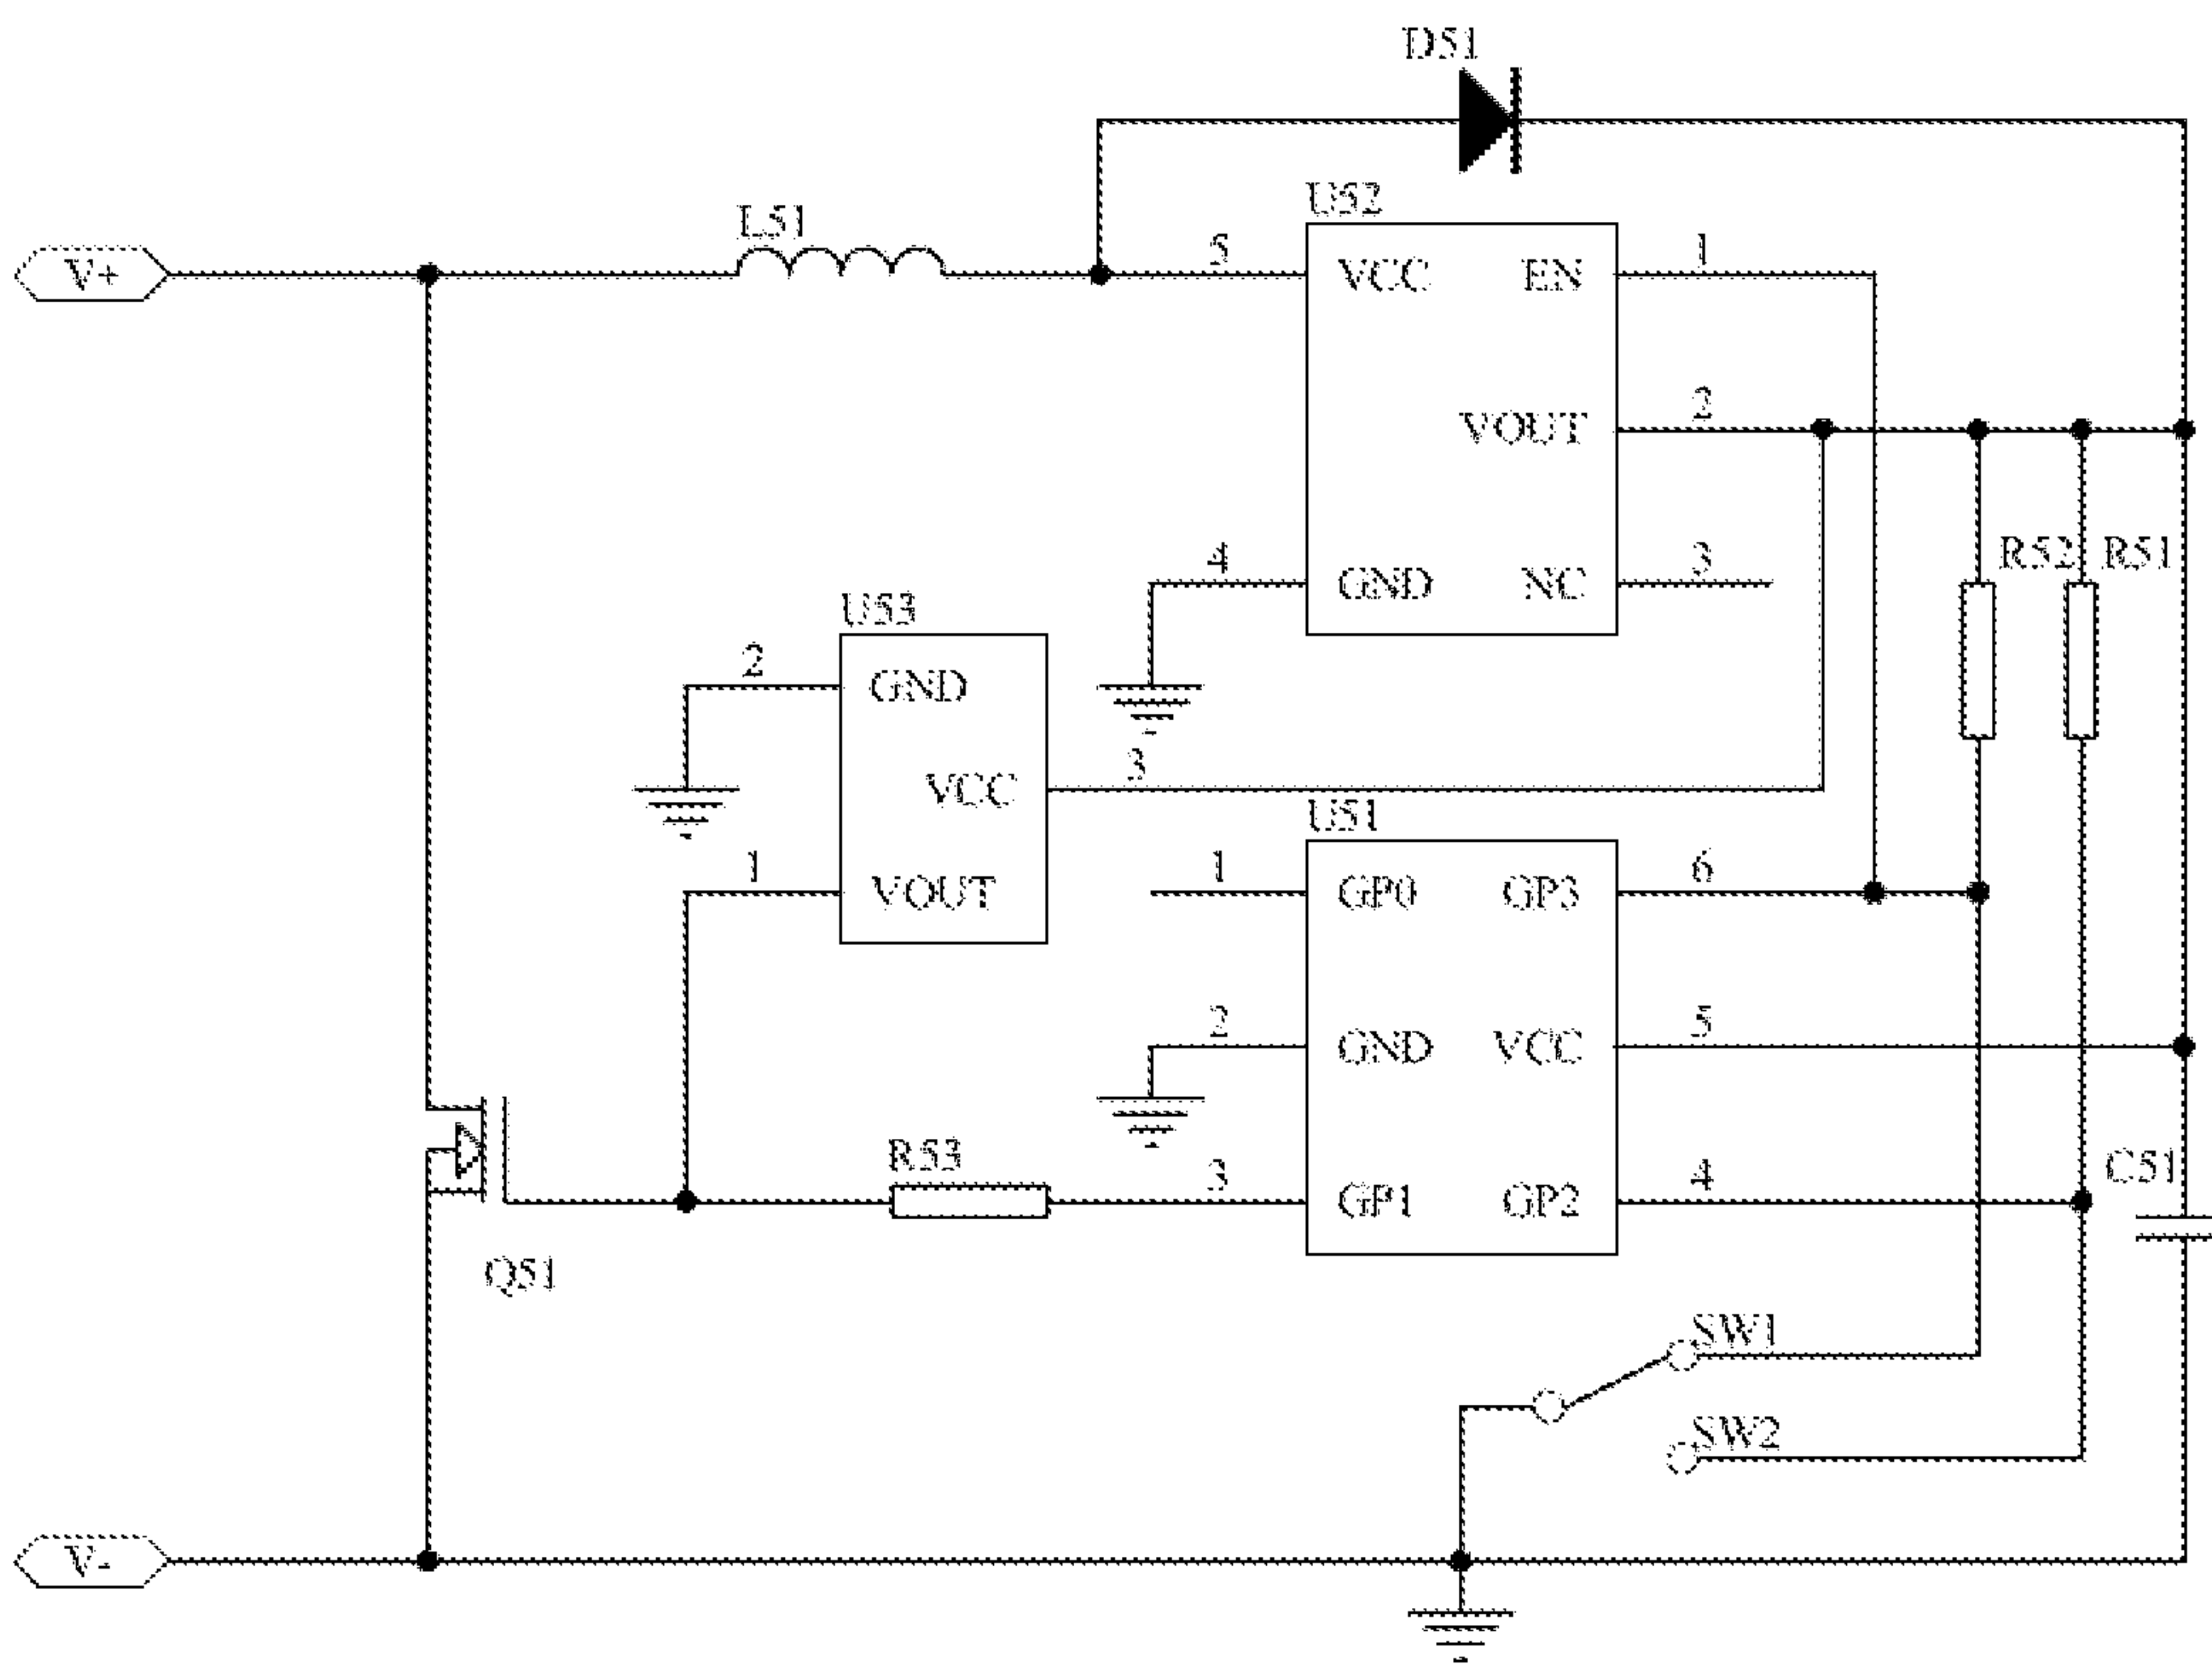 D51
U52
L51
V+
5
VCC
EN
1
VOUT
2
4
GND
NC
3
R52
R51
U53
2
GND
VCC
3
1
VOUT
U51
1
GP0
GP3
6
2
GND
VCC
5
R53
3
GP1
GP2
4
C51
Q51
SW1
SW2
V-